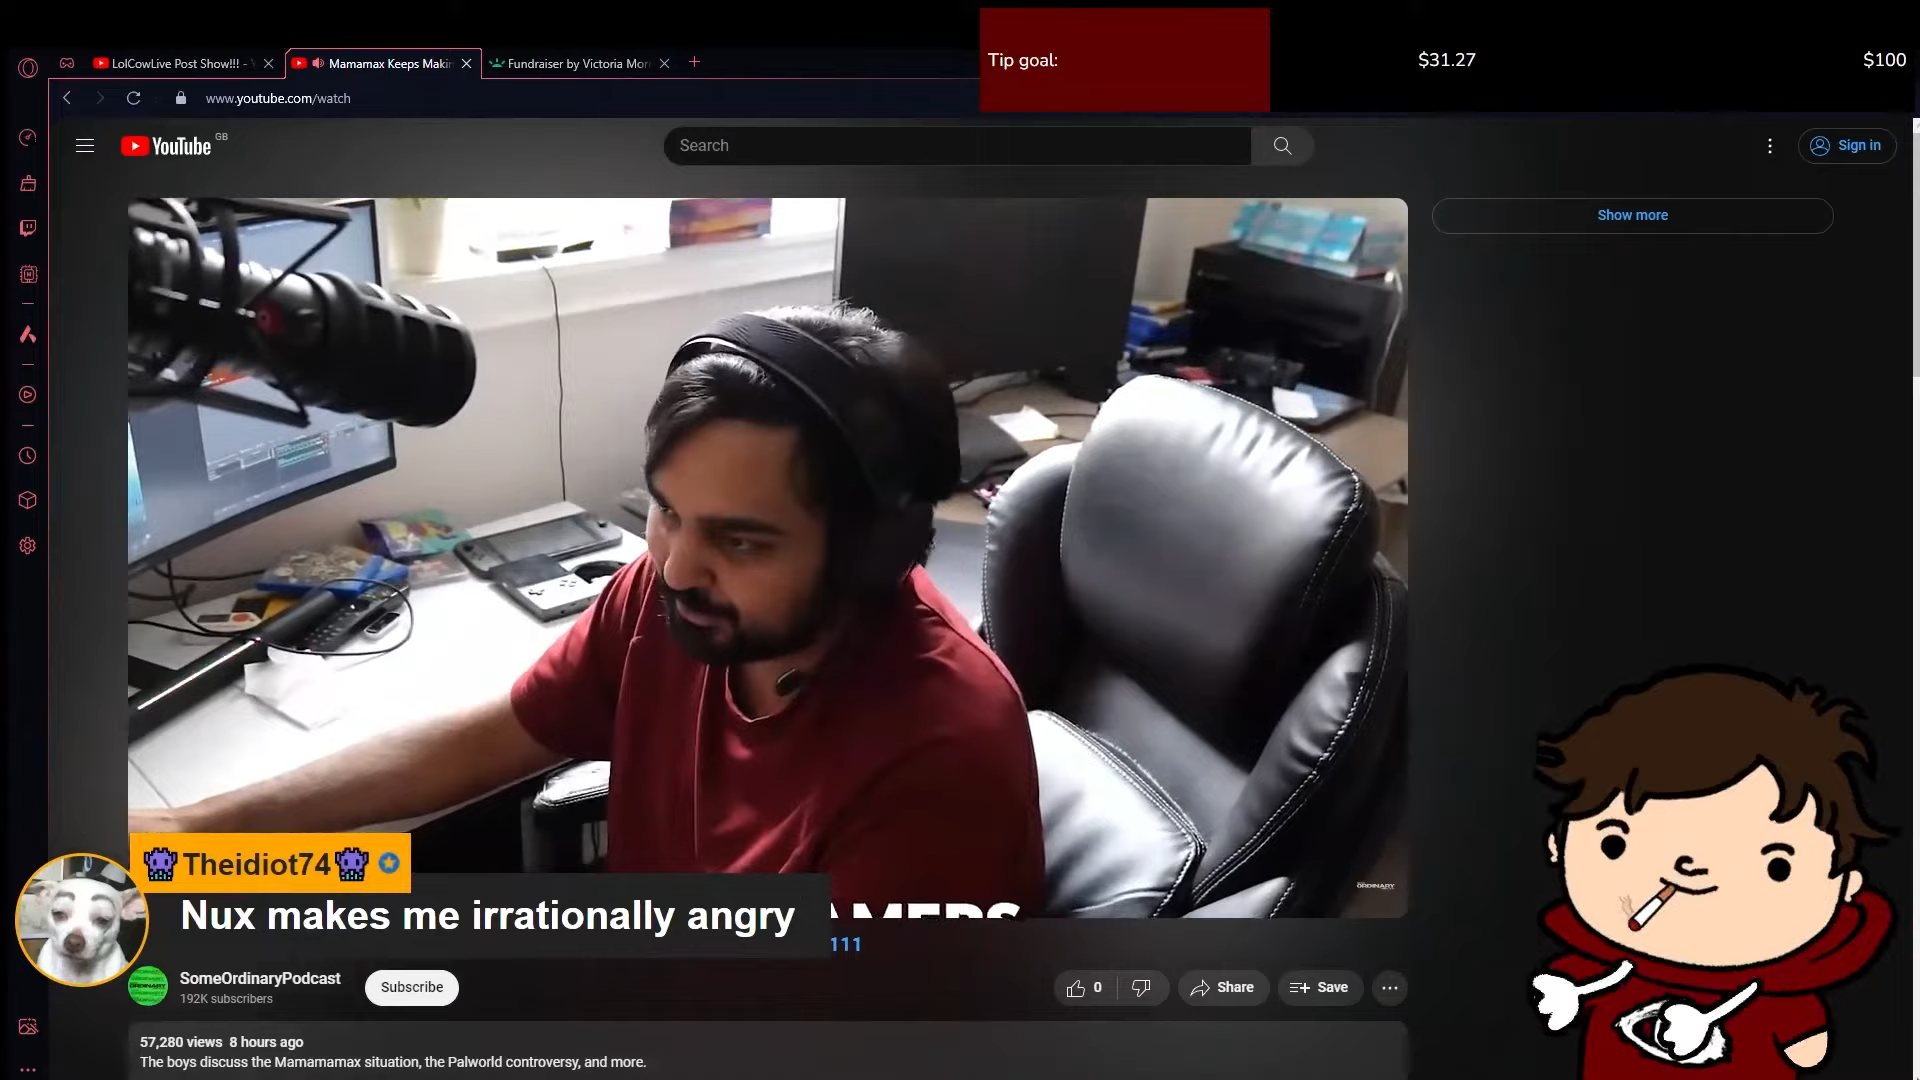 Tip goal:
$31.27
$100
LolCowLive Post Show!!! -
Mamamax Keeps Makin
Fundraiser by Victoria Mor
www.youtube.com/watch
YouTube
GB
Search
Sign in
Show more
ORDINARY
Theidiot74
Nux makes me irrationally angry
AMERS
111
ORDINARY
SomeOrdinaryPodcast
192K subscribers
Subscribe
0
Share
Save
57,280 views 8 hours ago
The boys discuss the Mamamamax situation, the Palworld controversy, and more.